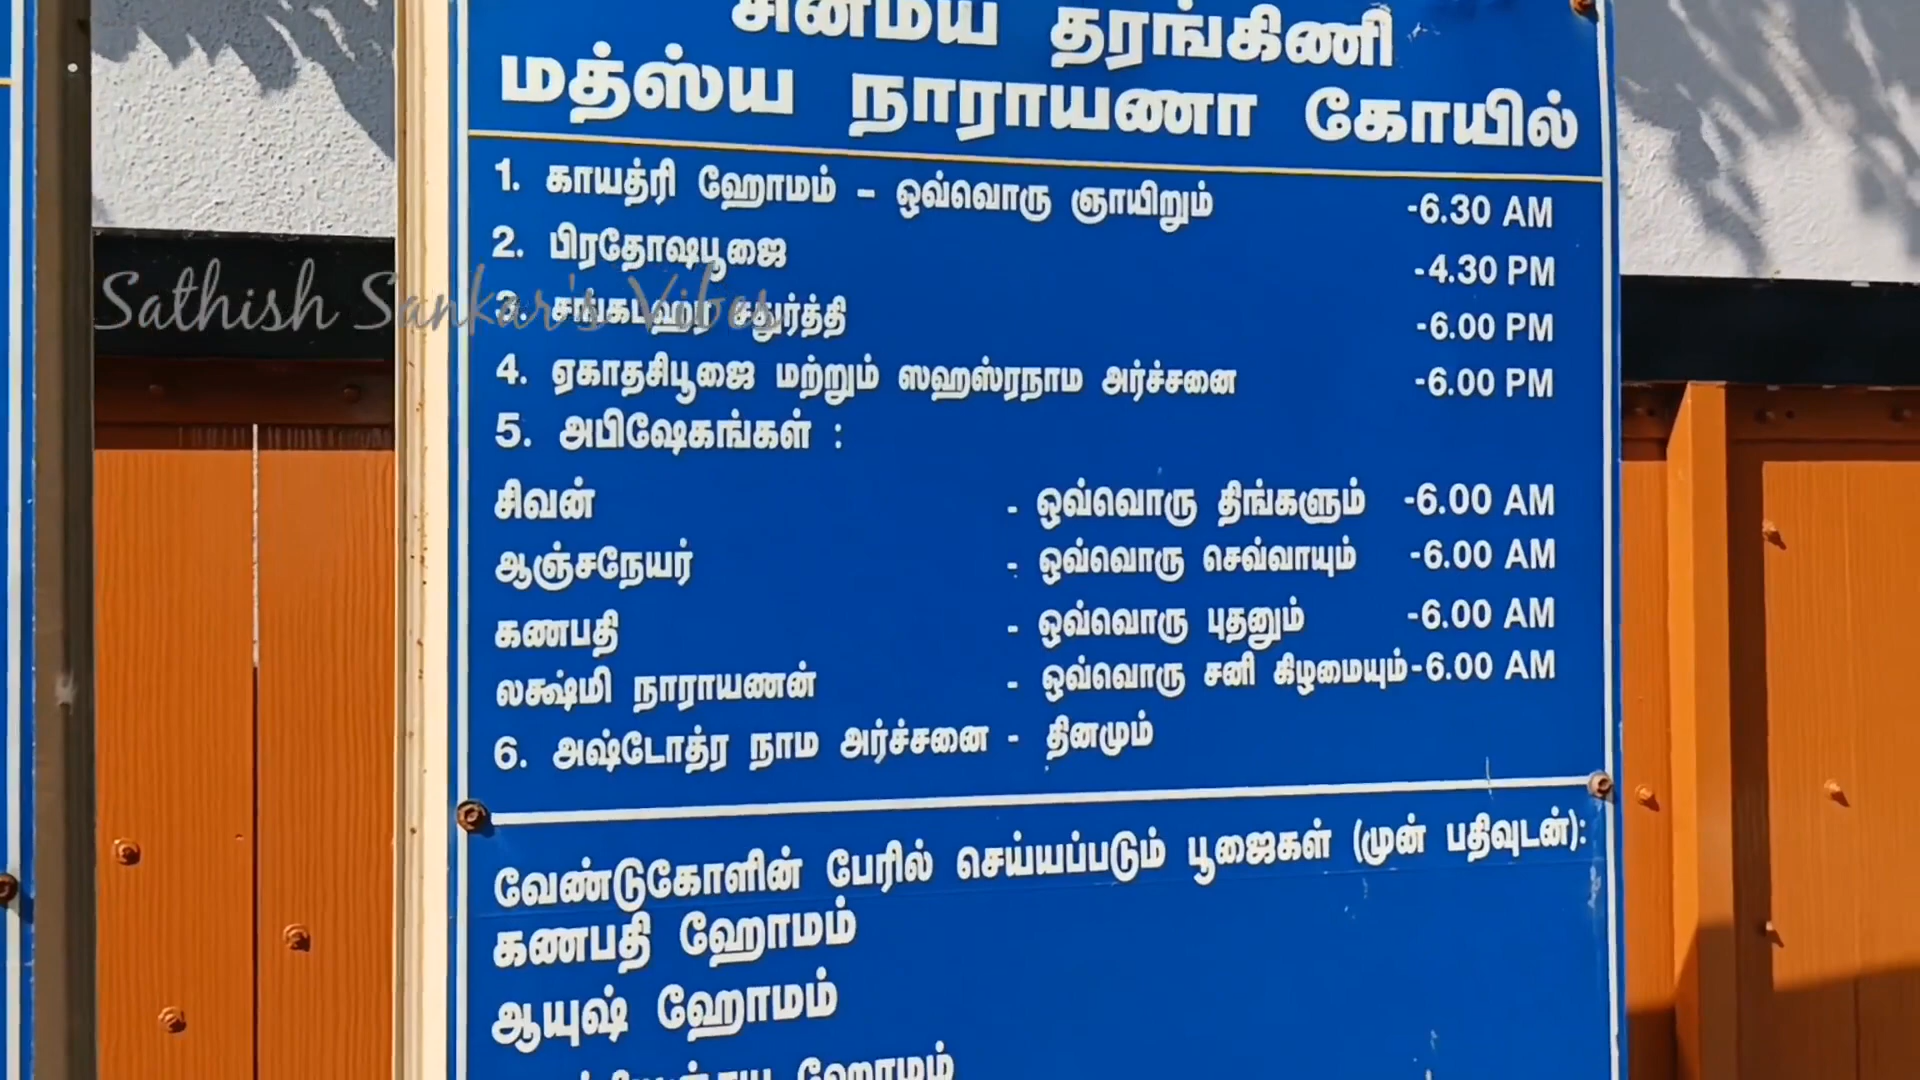 சின்மய தரங்கிணி
மத்ஸ்ய நாராயணா கோயில்
1. காயத்ரி ஹோமம் – ஒவ்வொரு ஞாயிறும் -6.30 AM
2. பிரதோஷபூஜை -4.30 PM
3. சங்கடஹர சதுர்த்தி -6.00 PM
Sathish Sankar's Vibes
4. ஏகாதசிபூஜை மற்றும் ஸஹஸ்ரநாம அர்ச்சனை -6.00 PM
5. அபிஷேகங்கள் :
சிவன் - ஒவ்வொரு திங்களும் -6.00 AM
ஆஞ்சநேயர் - ஒவ்வொரு செவ்வாயும் -6.00 AM
கணபதி - ஒவ்வொரு புதனும் -6.00 AM
லக்ஷ்மி நாராயணன் - ஒவ்வொரு சனி கிழமையும் -6.00 AM
6. அஷ்டோத்ர நாம அர்ச்சனை - தினமும்
வேண்டுகோளின் பேரில் செய்யப்படும் பூஜைகள் (முன் பதிவுடன்):
கணபதி ஹோமம்
ஆயுஷ் ஹோமம்
ஹோமம்